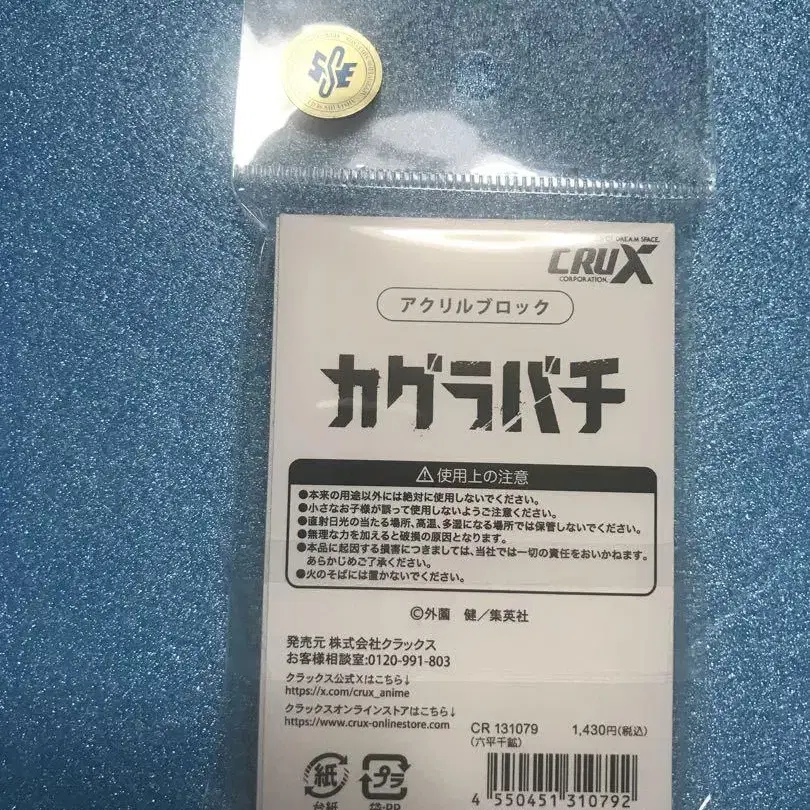 SSE
OF DREAM SPACE.
CRUX
CORPORATION.
アクリルブロック
カグラバチ
⚠使用上の注意
●本来の用途以外には絶対に使用しないでください。
●小さなお子様が誤って使用しないようご注意ください。
●直射日光の当たる場所、高温、多湿になる場所では保管しないでください。
●無理な力を加えると破損の原因となります。
●本品に起因する損害につきましては、当社では一切の責任をおいかねます。
あらかじめご了承ください。
●火のそばには置かないでください。
©外薗 健／集英社
発売元 株式会社クラックス
お客様相談室:0120-991-803
クラックス公式Xはこちら↓
https://x.com/crux_anime
クラックスオンラインストアはこちら↓
https://www.crux-onlinestore.com
CR 131079 1,430円(税込)
(六平千鉱)
紙
プラ
台紙
袋:PP
4 550451 310792